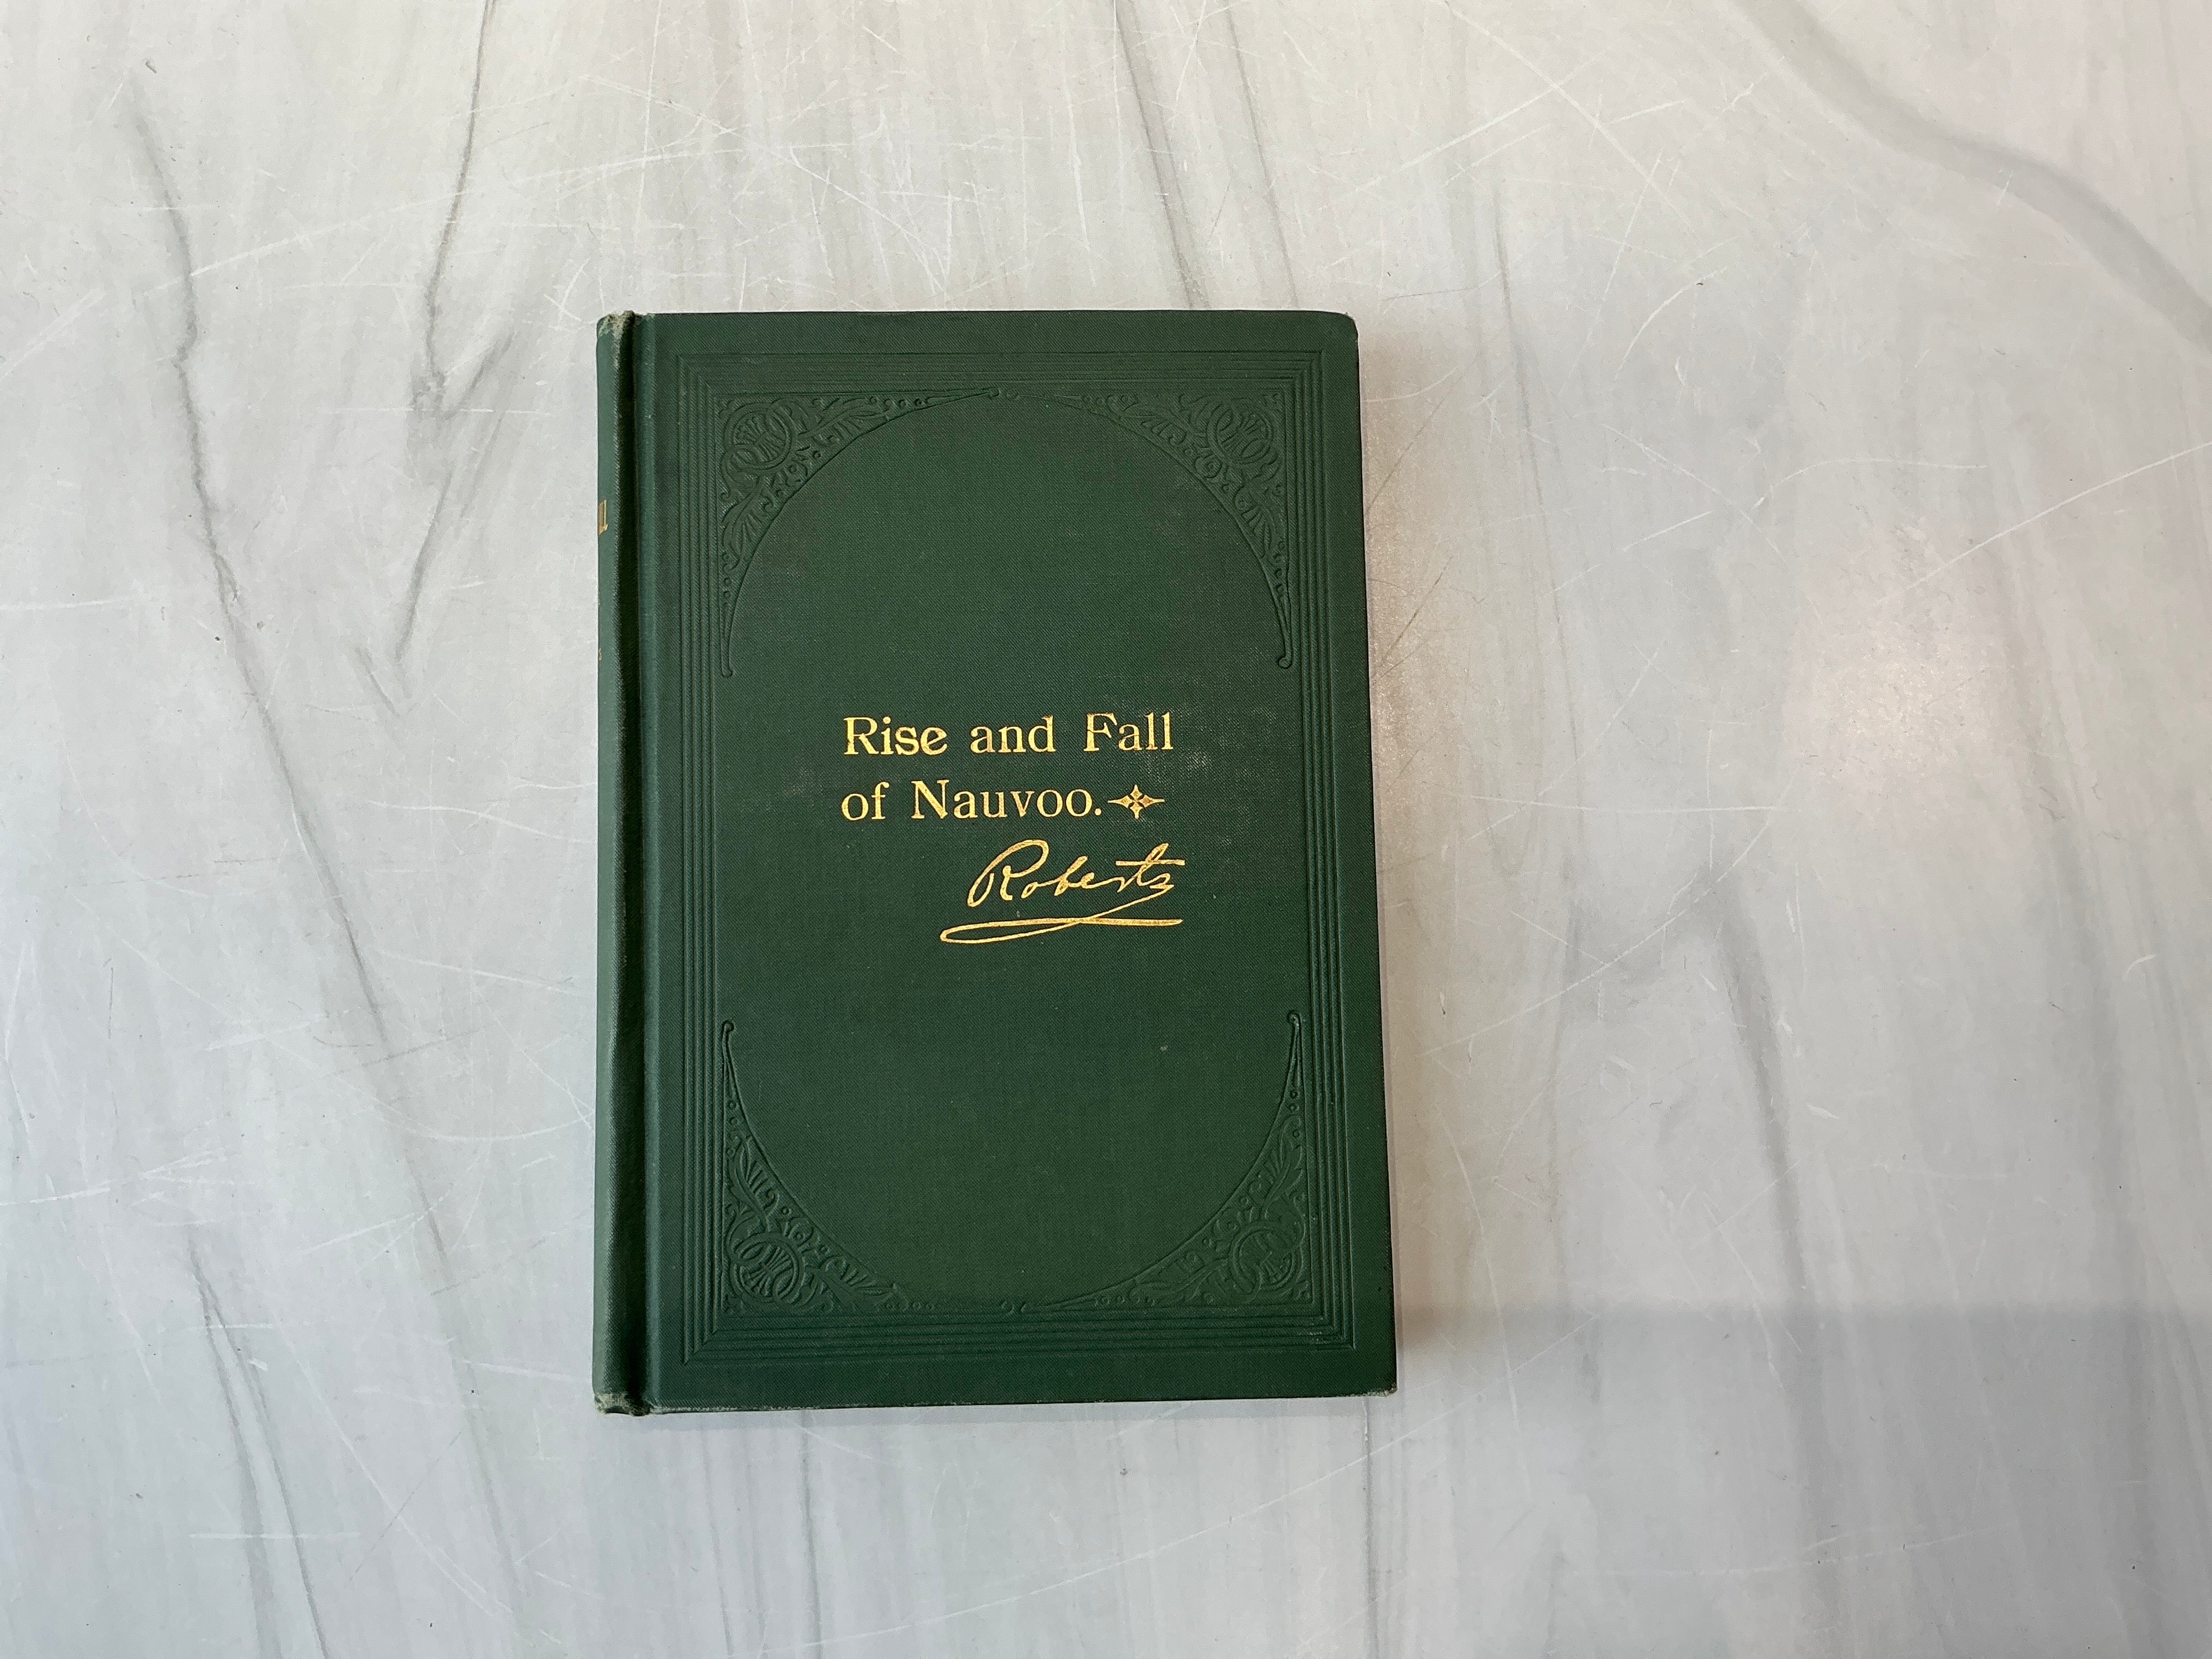 Rise and Fall
of Nauvoo.
Roberts